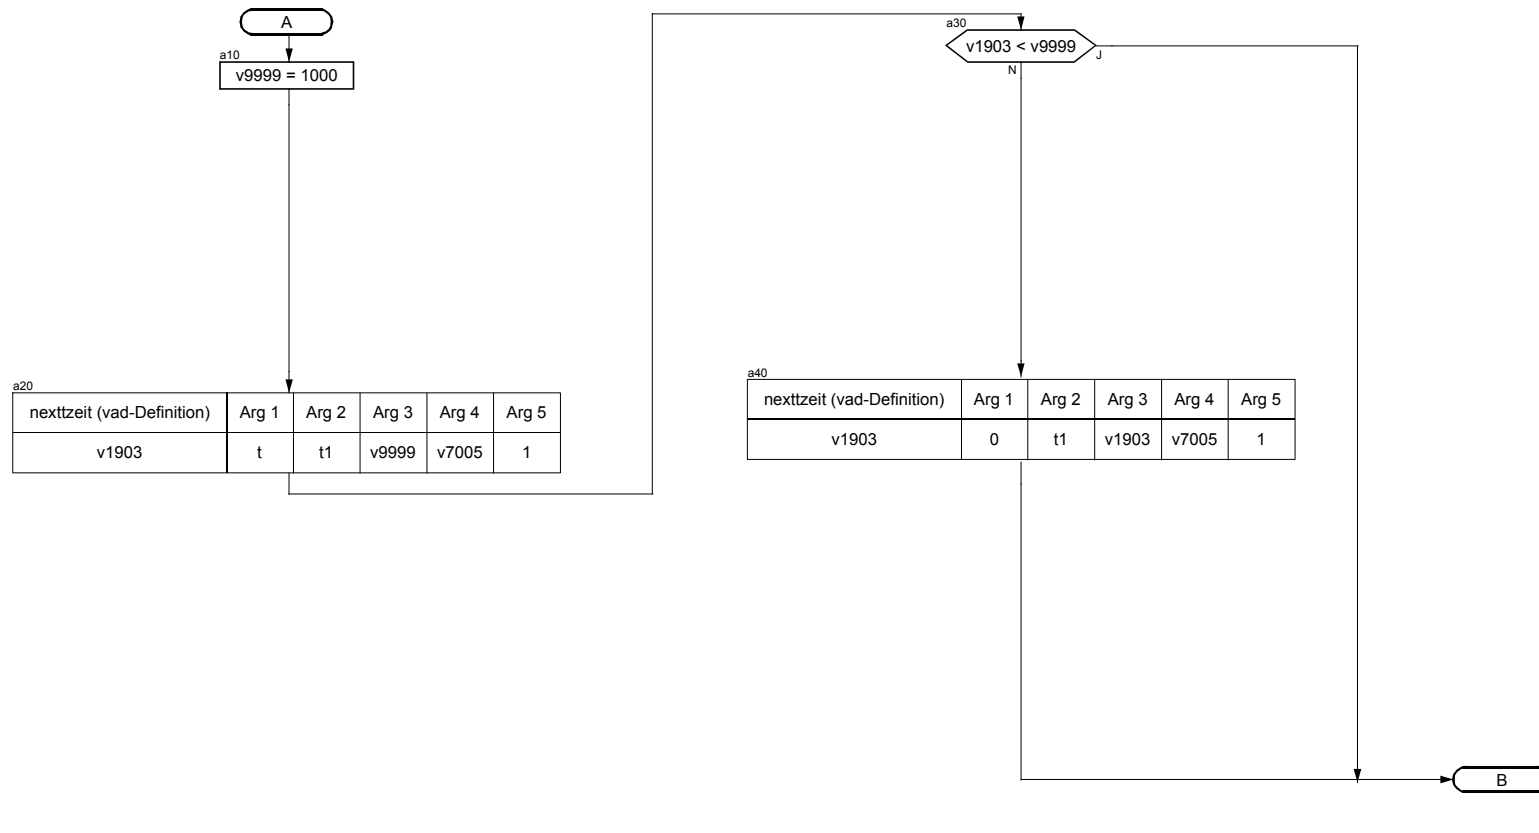 A
a10
v9999 = 1000
a20
nexttzeit (vad-Definition) Arg 1 Arg 2 Arg 3 Arg 4 Arg 5
v1903 t t1 v9999 v7005 1
a30
v1903 < v9999
N
J
a40
nexttzeit (vad-Definition) Arg 1 Arg 2 Arg 3 Arg 4 Arg 5
v1903 0 t1 v1903 v7005 1
B